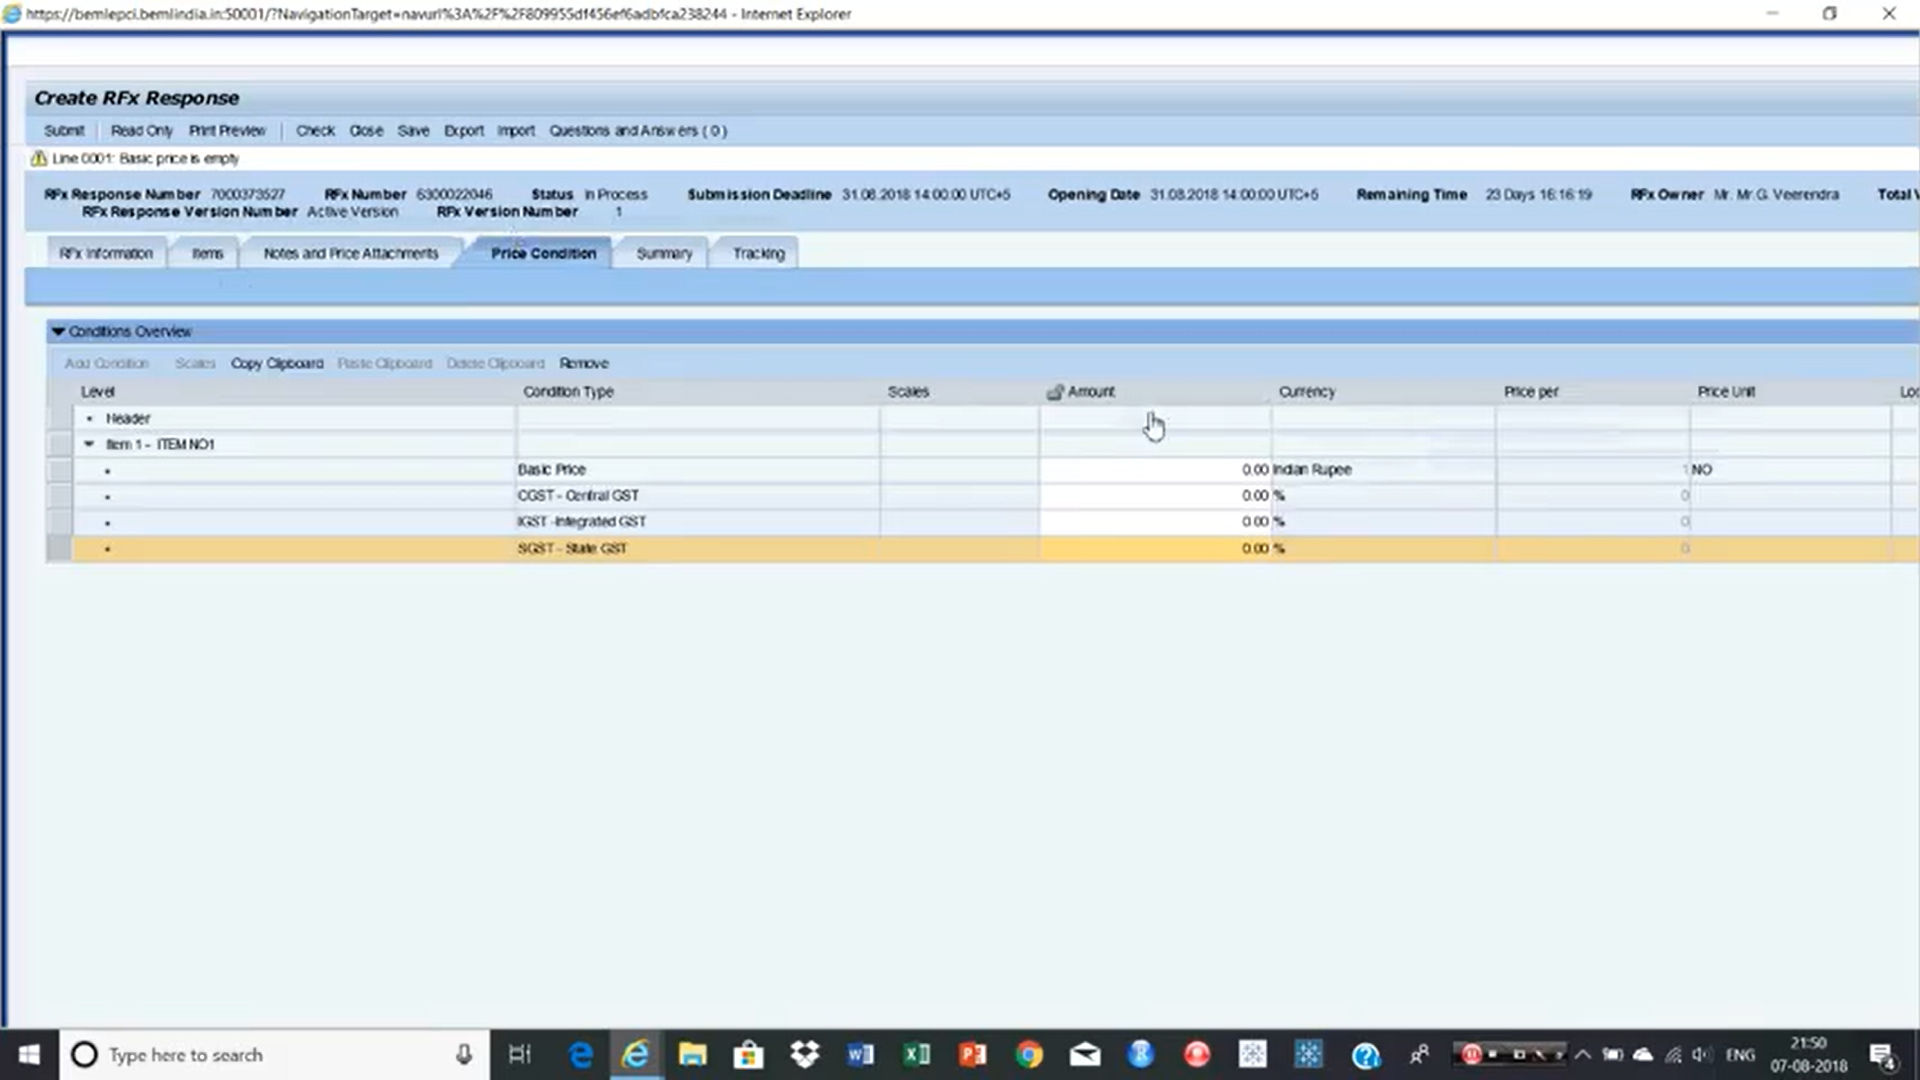 https://bemlepci.bemlindia.in:50001/?NavigationTarget=navurl%3A%2F%2F809955df456ef6adbfca238244 - Internet Explorer
Create RFx Response
Submit Read Only Print Preview Check Close Save Export Import Questions and Answers ( 0 )
Line 0001: Basic price is empty
RFx Response Number 7000373527 RFx Number 6300022046 Status In Process Submission Deadline 31.08.2018 14:00:00 UTC+5 Opening Date 31.08.2018 14:00:00 UTC+5 Remaining Time 23 Days 16:16:19 RFx Owner Mr. Mr.G. Veerendra Total V
RFx Response Version Number Active Version RFx Version Number 1
RFx Information Items Notes and Price Attachments Price Condition Summary Tracking
Conditions Overview
Add Condition Scales Copy Clipboard Paste Clipboard Delete Clipboard Remove
Level Condition Type Scales Amount Currency Price per Price Unit Loc
• Header
Item 1 - ITEM NO1
• Basic Price 0.00 Indian Rupee 1 NO
• CGST - Central GST 0.00 % 0
• IGST -Integrated GST 0.00 % 0
• SGST - State GST 0.00 % 0
Type here to search ENG 21:50
07-08-2018 4